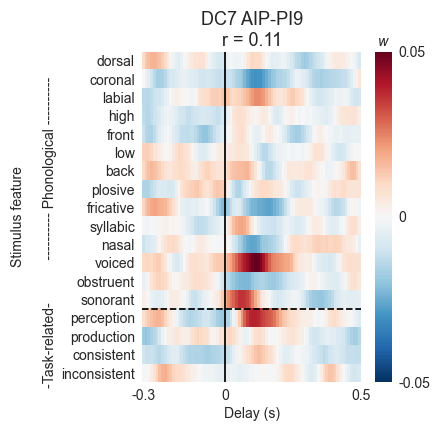 DC7 AIP-PI9
r = 0.11
w
dorsal
coronal
labial
high
front
low
back
plosive
fricative
syllabic
nasal
voiced
obstruent
sonorant
perception
production
consistent
inconsistent
Stimulus feature
-Task-related- ---------- Phonological ----------
0.05
0
-0.05
-0.3 0 0.5
Delay (s)